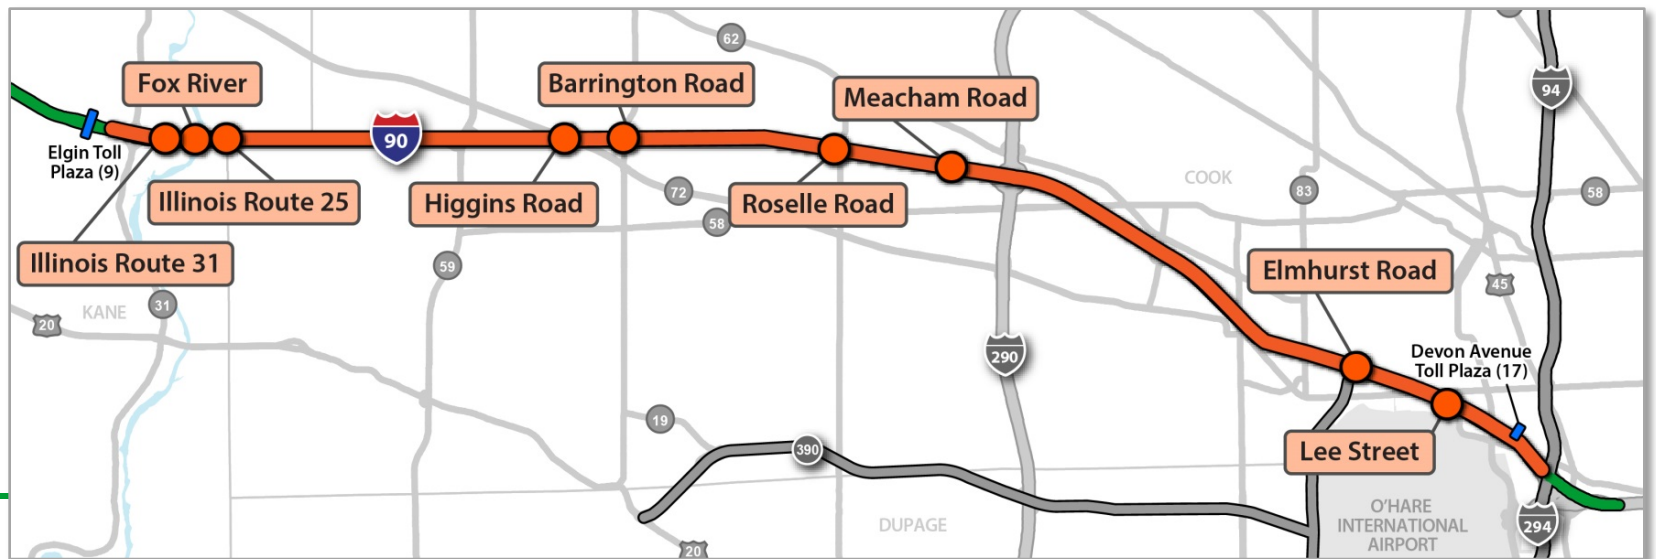 62
94
Fox River
Barrington Road
Meacham Road
90
Elgin Toll
Plaza (9)
Illinois Route 25
Higgins Road
72
58
Roselle Road
COOK
83
58
Illinois Route 31
59
Elmhurst Road
45
KANE
31
20
290
Devon Avenue
Toll Plaza (17)
19
390
Lee Street
DUPAGE
20
O'HARE
INTERNATIONAL
AIRPORT
294